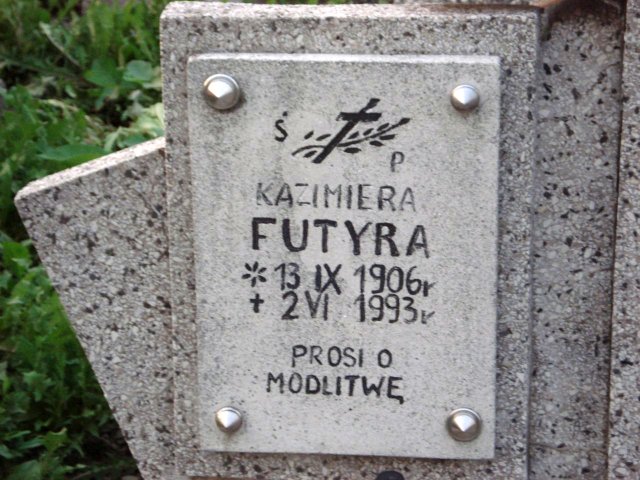 Ś P
KAZIMIERA
FUTYRA
* 13 IX 1906r
+ 2 VI 1993r
PROSI O
MODLITWĘ